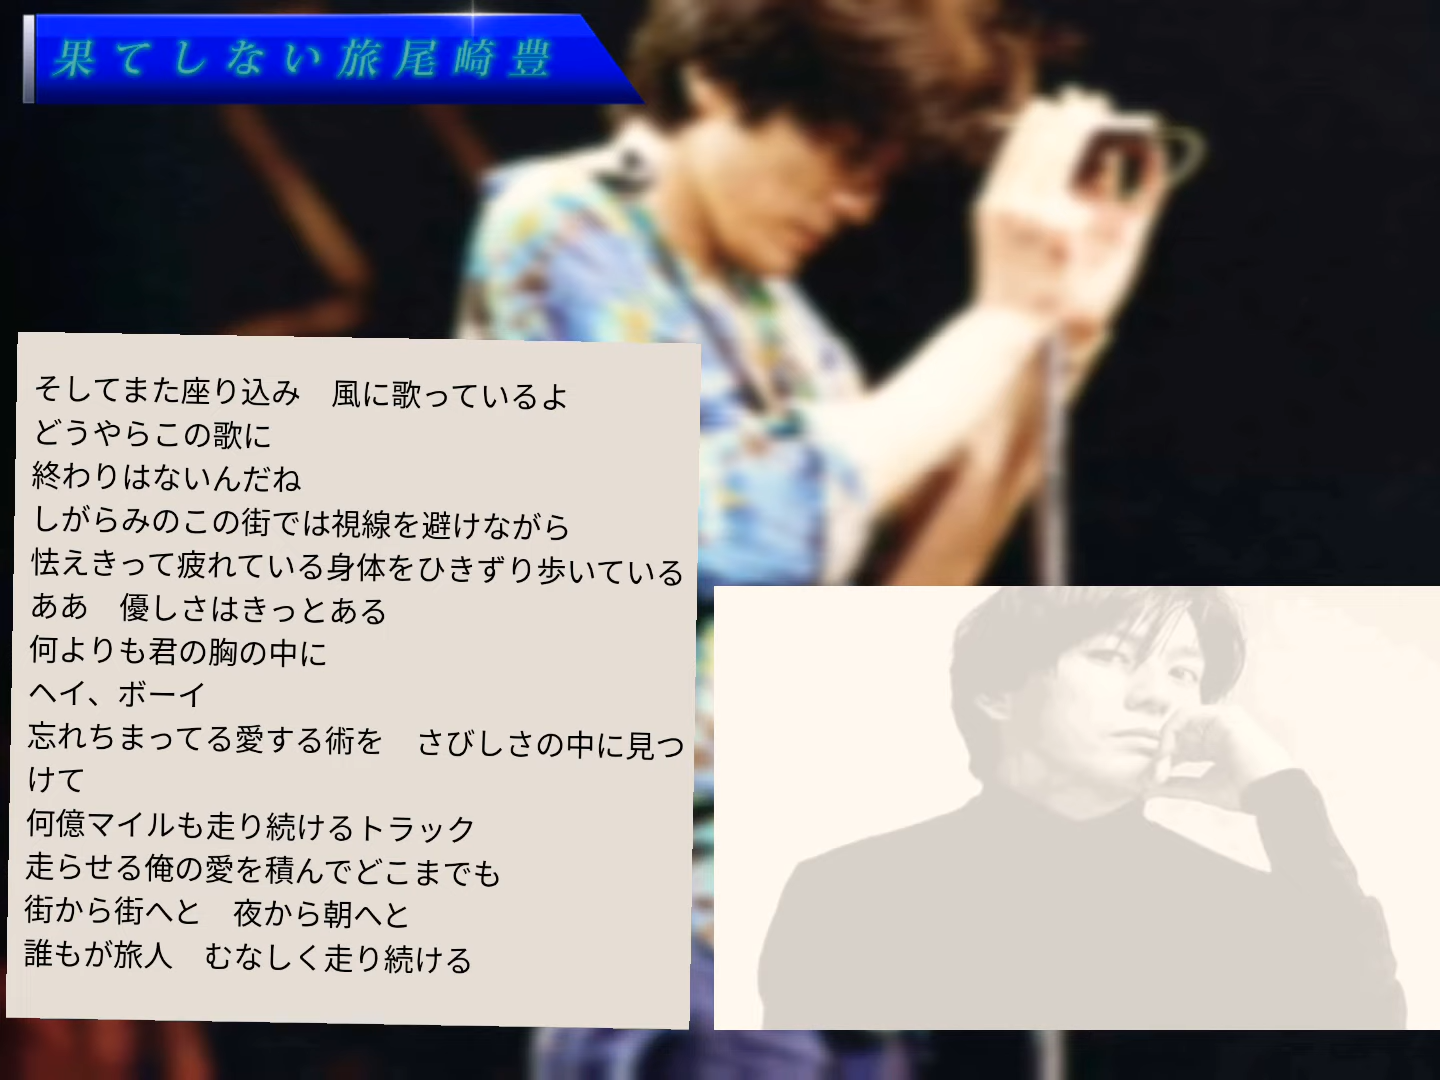 果てしない旅尾崎豊
そしてまた座り込み　風に歌っているよ
どうやらこの歌に
終わりはないんだね
しがらみのこの街では視線を避けながら
怯えきって疲れている身体をひきずり歩いている
ああ　優しさはきっとある
何よりも君の胸の中に
ヘイ、ボーイ
忘れちまってる愛する術を　さびしさの中に見つ
けて
何億マイルも走り続けるトラック
走らせる俺の愛を積んでどこまでも
街から街へと　夜から朝へと
誰もが旅人　むなしく走り続ける